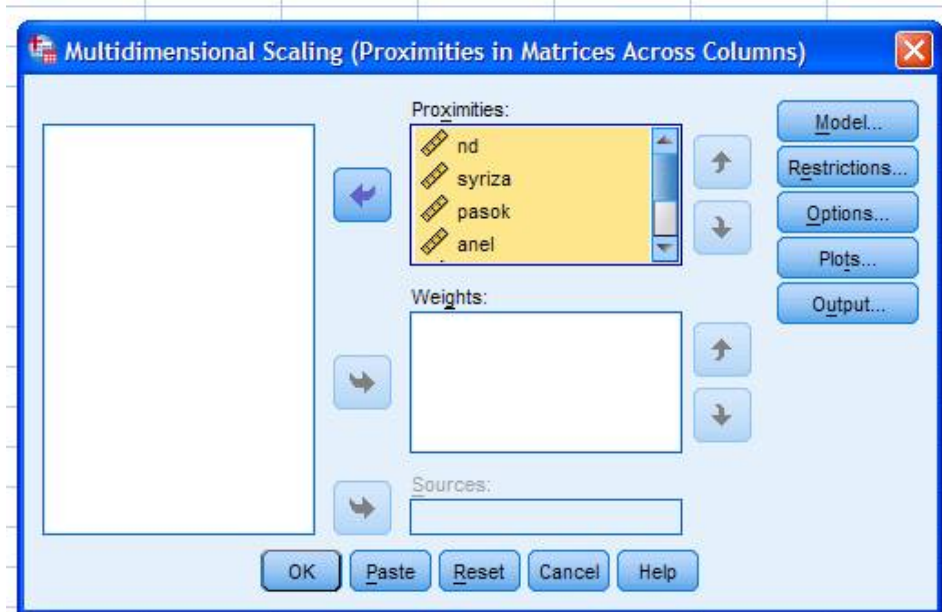 Multidimensional Scaling (Proximities in Matrices Across Columns)
Proximities:
nd
syriza
pasok
anel
Weights:
Sources:
Model...
Restrictions...
Options...
Plots...
Output...
OK Paste Reset Cancel Help